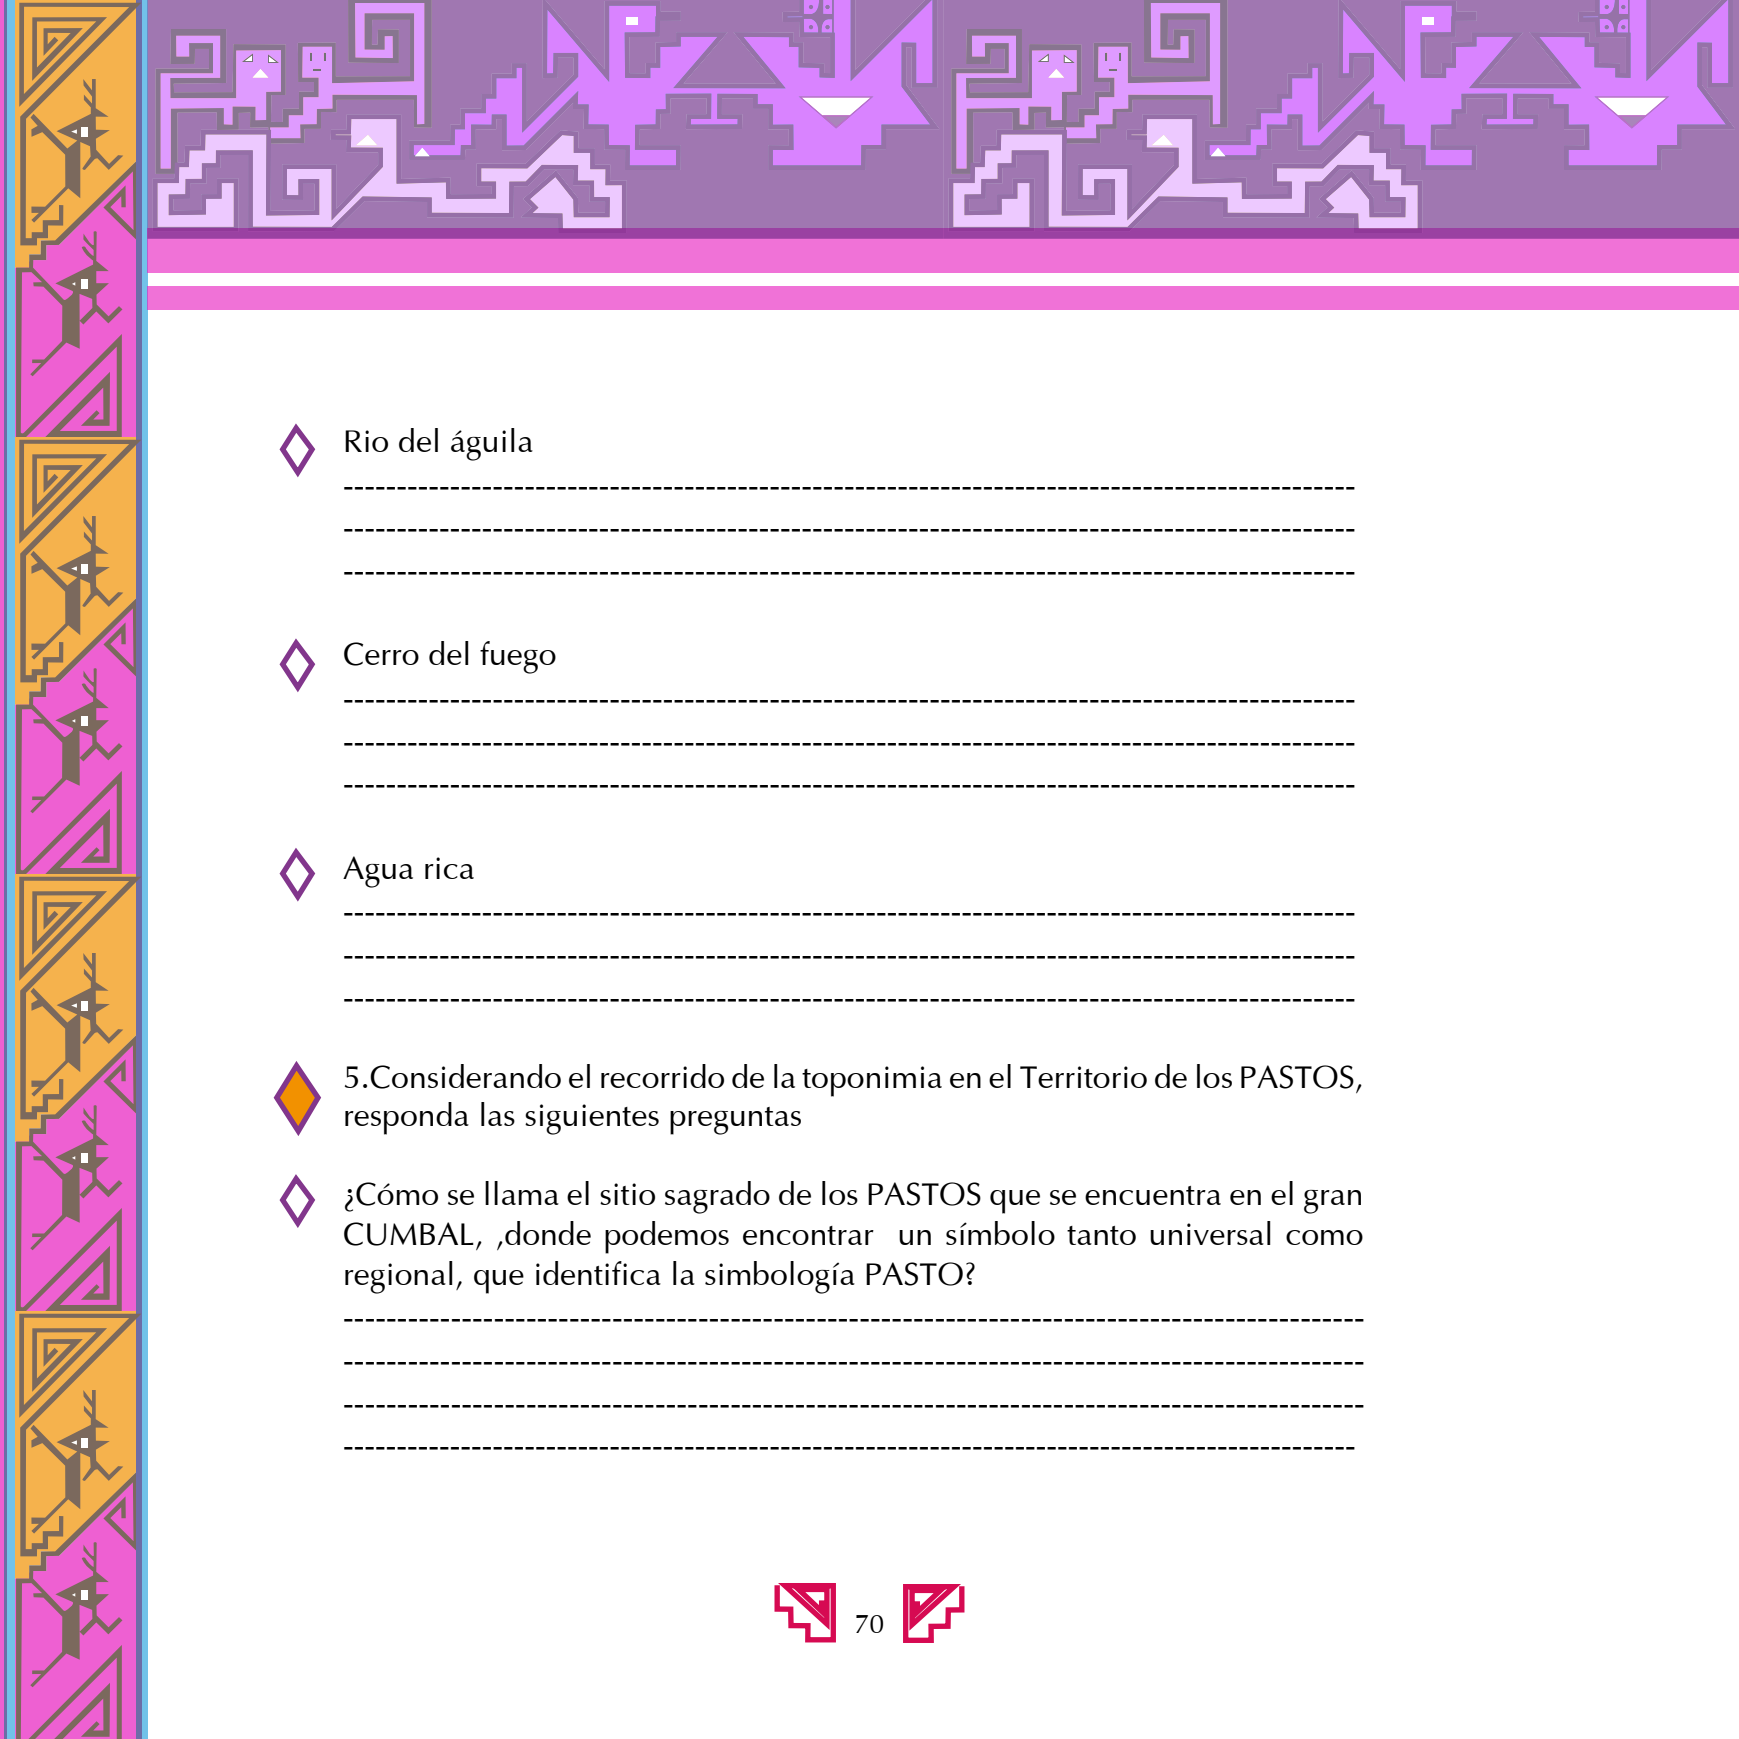 Rio del águila
--------------------------------------------------------------------------------------------
--------------------------------------------------------------------------------------------
--------------------------------------------------------------------------------------------
Cerro del fuego
--------------------------------------------------------------------------------------------
--------------------------------------------------------------------------------------------
--------------------------------------------------------------------------------------------
Agua rica
--------------------------------------------------------------------------------------------
--------------------------------------------------------------------------------------------
--------------------------------------------------------------------------------------------
5.Considerando el recorrido de la toponimia en el Territorio de los PASTOS,
responda las siguientes preguntas
¿Cómo se llama el sitio sagrado de los PASTOS que se encuentra en el gran
CUMBAL, ,donde podemos encontrar  un símbolo tanto universal como
regional, que identifica la simbología PASTO?
--------------------------------------------------------------------------------------------
--------------------------------------------------------------------------------------------
--------------------------------------------------------------------------------------------
--------------------------------------------------------------------------------------------
70